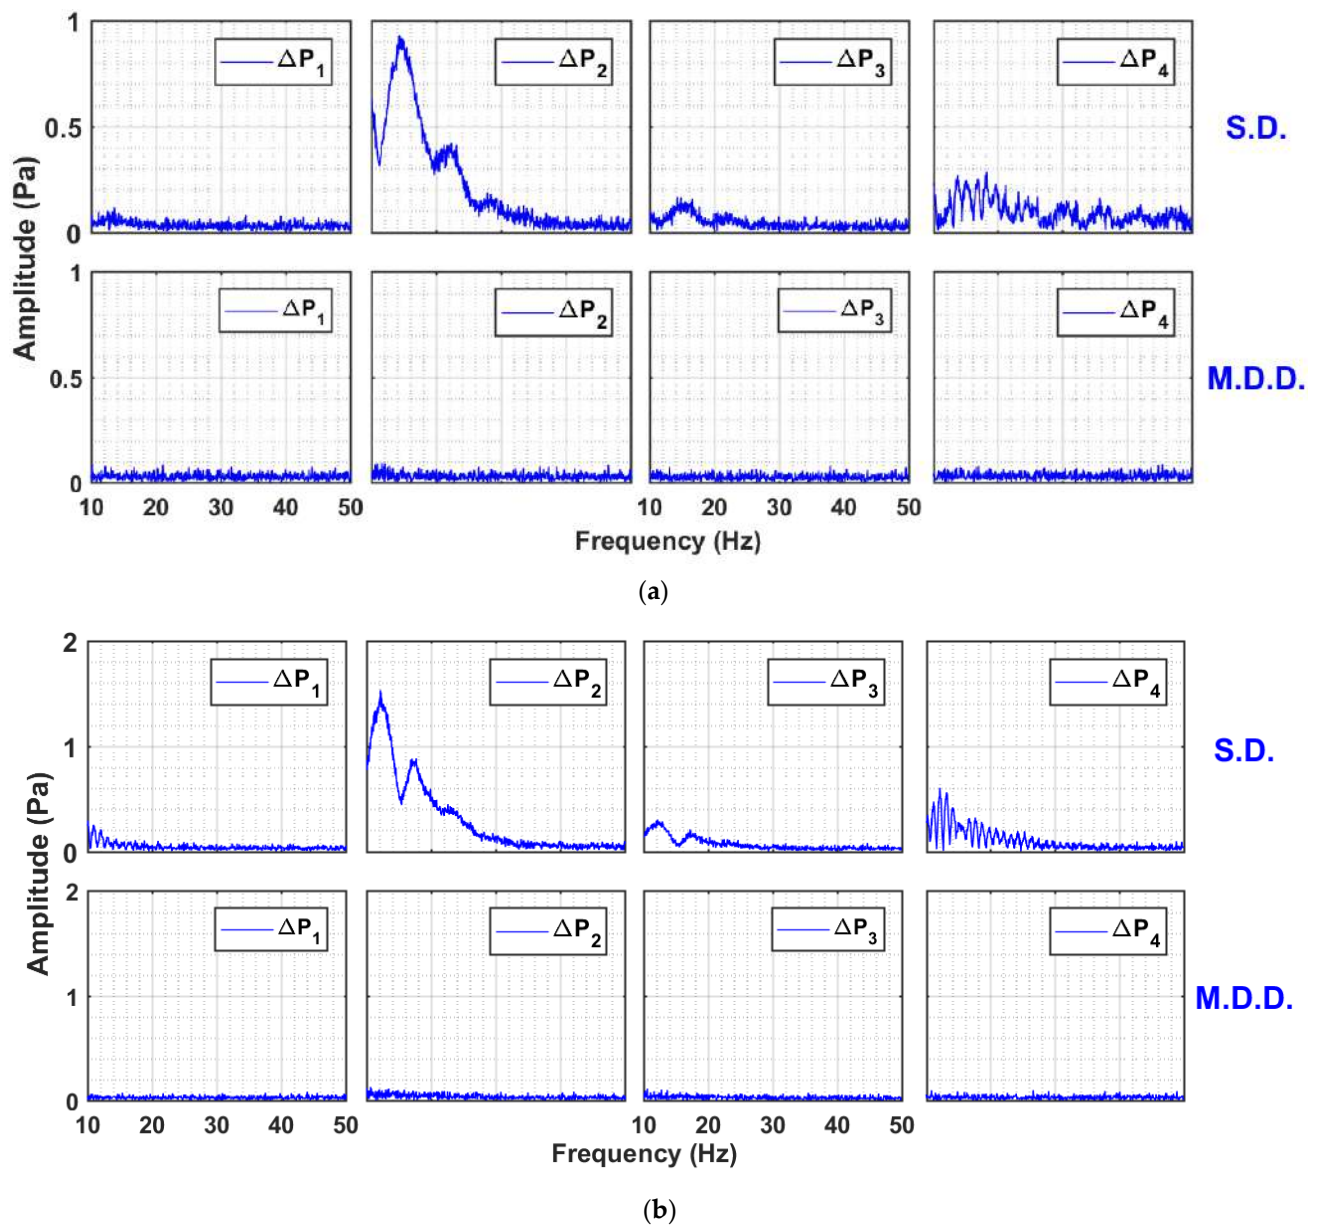 1
ΔP1
ΔP2
ΔP3
ΔP4
S.D.
0.5
0
Amplitude (Pa)
1
ΔP1
ΔP2
ΔP3
ΔP4
0.5
M.D.D.
0
10 20 30 40 50
10 20 30 40 50
Frequency (Hz)
(a)
2
ΔP1
ΔP2
ΔP3
ΔP4
1
S.D.
0
Amplitude (Pa)
2
ΔP1
ΔP2
ΔP3
ΔP4
1
M.D.D.
0
10 20 30 40 50
10 20 30 40 50
Frequency (Hz)
(b)